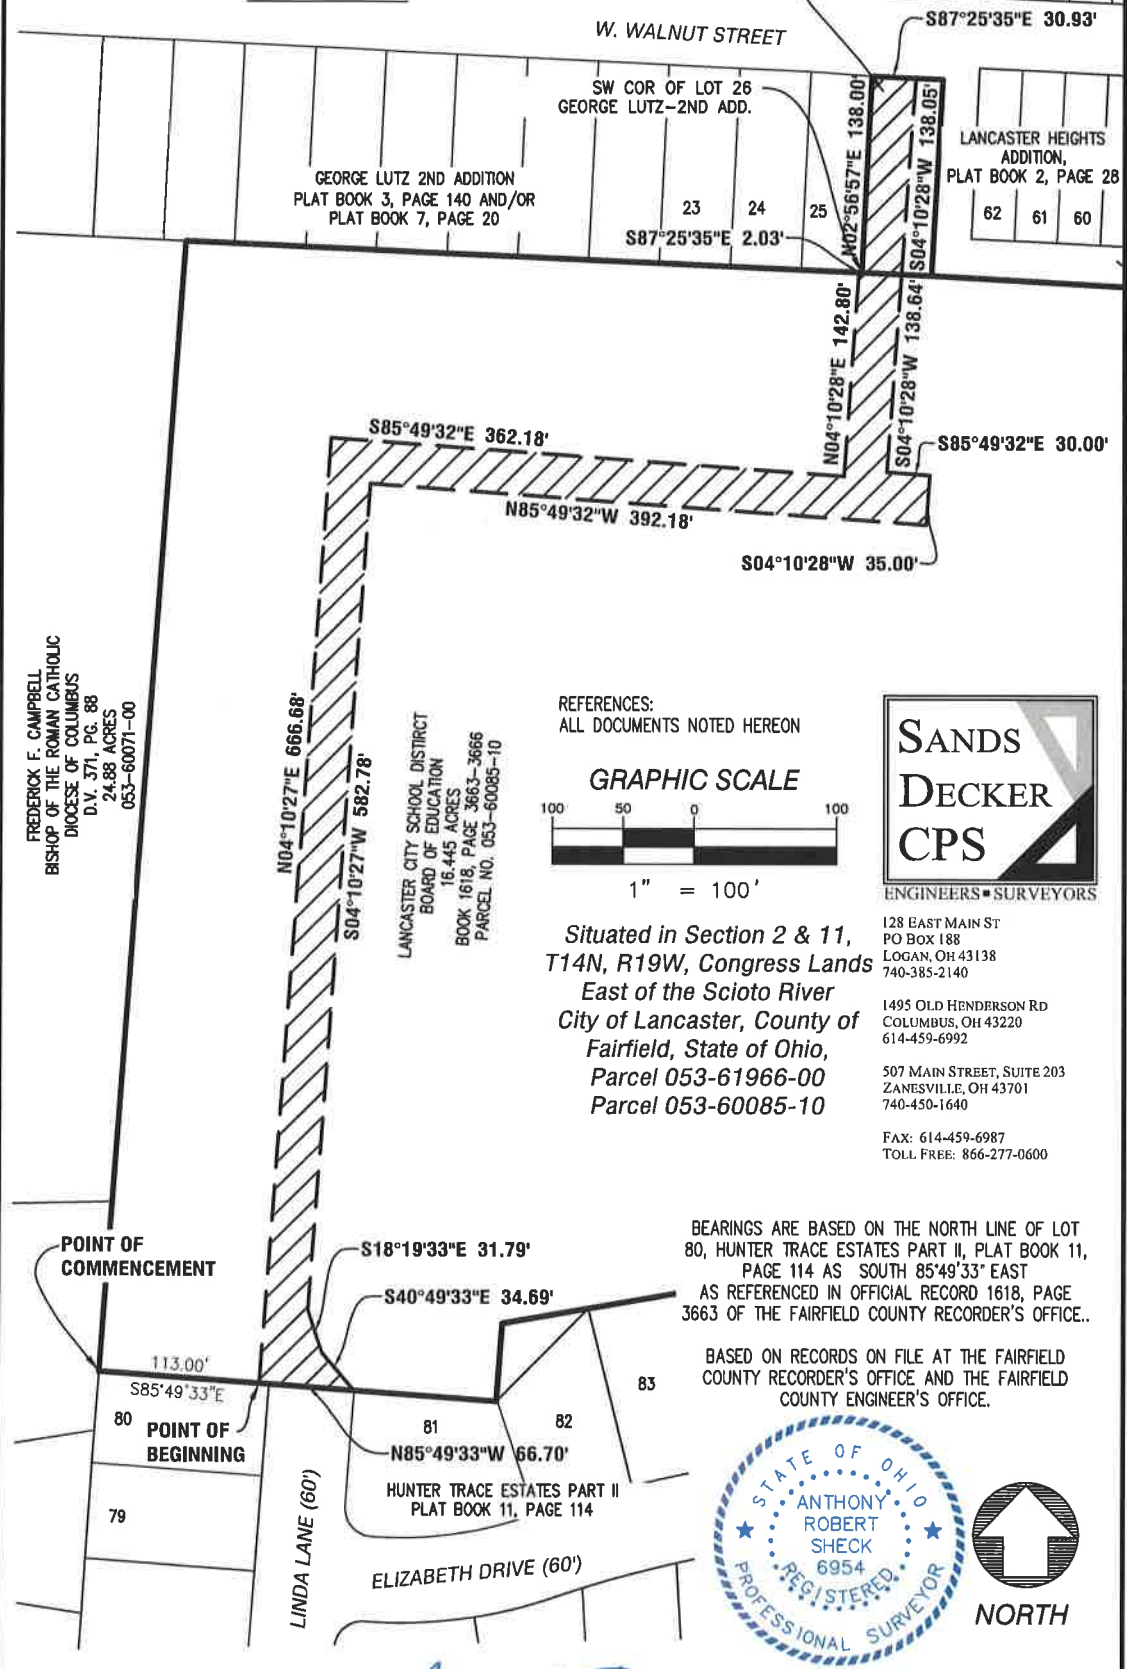 S87°25'35"E 30.93'
W. WALNUT STREET
SW COR OF LOT 26
GEORGE LUTZ-2ND ADD.
N02°56'57"E 138.00'
S04°10'28"W 138.05'
LANCASTER HEIGHTS
ADDITION,
PLAT BOOK 2, PAGE 28
GEORGE LUTZ 2ND ADDITION
PLAT BOOK 3, PAGE 140 AND/OR
PLAT BOOK 7, PAGE 20
23
24
25
62
61
60
S87°25'35"E 2.03'
N04°10'28"E 142.80'
S04°10'28"W 138.64'
S85°49'32"E 362.18'
S85°49'32"E 30.00'
N85°49'32"W 392.18'
S04°10'28"W 35.00'
FREDERICK F. CAMPBELL
BISHOP OF THE ROMAN CATHOLIC
DIOCESE OF COLUMBUS
D.V. 371, PG. 88
24.88 ACRES
053-60071-00
N04°10'27"E 666.68'
S04°10'27"W 582.78'
LANCASTER CITY SCHOOL DISTIRCT
BOARD OF EDUCATION
16.445 ACRES
BOOK 1618, PAGE 3663-3666
PARCEL NO. 053-60085-10
REFERENCES:
ALL DOCUMENTS NOTED HEREON
GRAPHIC SCALE
100 50 0 100
1" = 100'
SANDS
DECKER
CPS
ENGINEERS▪SURVEYORS
Situated in Section 2 & 11,
T14N, R19W, Congress Lands
East of the Scioto River
City of Lancaster, County of
Fairfield, State of Ohio,
Parcel 053-61966-00
Parcel 053-60085-10
128 EAST MAIN ST
PO BOX 188
LOGAN, OH 43138
740-385-2140
1495 OLD HENDERSON RD
COLUMBUS, OH 43220
614-459-6992
507 MAIN STREET, SUITE 203
ZANESVILLE, OH 43701
740-450-1640
FAX: 614-459-6987
TOLL FREE: 866-277-0600
POINT OF
COMMENCEMENT
S18°19'33"E 31.79'
S40°49'33"E 34.69'
BEARINGS ARE BASED ON THE NORTH LINE OF LOT
80, HUNTER TRACE ESTATES PART II, PLAT BOOK 11,
PAGE 114 AS SOUTH 85°49'33" EAST
AS REFERENCED IN OFFICIAL RECORD 1618, PAGE
3663 OF THE FAIRFIELD COUNTY RECORDER'S OFFICE..
BASED ON RECORDS ON FILE AT THE FAIRFIELD
COUNTY RECORDER'S OFFICE AND THE FAIRFIELD
COUNTY ENGINEER'S OFFICE.
113.00'
S85°49'33"E
80
POINT OF
BEGINNING
81
82
83
N85°49'33"W 66.70'
HUNTER TRACE ESTATES PART II
PLAT BOOK 11, PAGE 114
79
LINDA LANE (60')
ELIZABETH DRIVE (60')
STATE OF OHIO
ANTHONY
ROBERT
SHECK
6954
REGISTERED
PROFESSIONAL SURVEYOR
NORTH